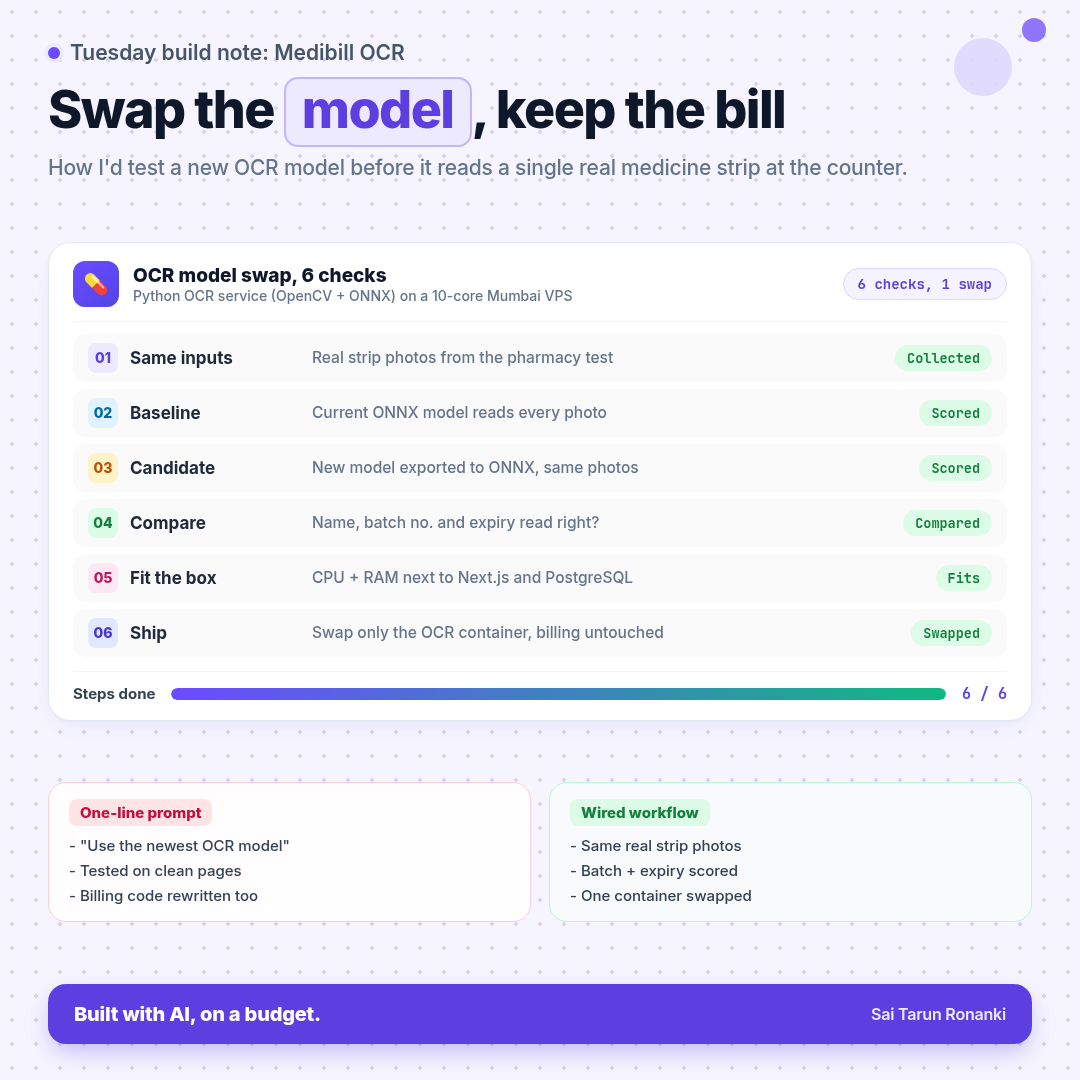 Tuesday build note: Medibill OCR
Swap the model, keep the bill
How I'd test a new OCR model before it reads a single real medicine strip at the counter.
OCR model swap, 6 checks
Python OCR service (OpenCV + ONNX) on a 10-core Mumbai VPS
6 checks, 1 swap
01 Same inputs Real strip photos from the pharmacy test Collected
02 Baseline Current ONNX model reads every photo Scored
03 Candidate New model exported to ONNX, same photos Scored
04 Compare Name, batch no. and expiry read right? Compared
05 Fit the box CPU + RAM next to Next.js and PostgreSQL Fits
06 Ship Swap only the OCR container, billing untouched Swapped
Steps done 6 / 6
One-line prompt
- "Use the newest OCR model"
- Tested on clean pages
- Billing code rewritten too
Wired workflow
- Same real strip photos
- Batch + expiry scored
- One container swapped
Built with AI, on a budget.
Sai Tarun Ronanki